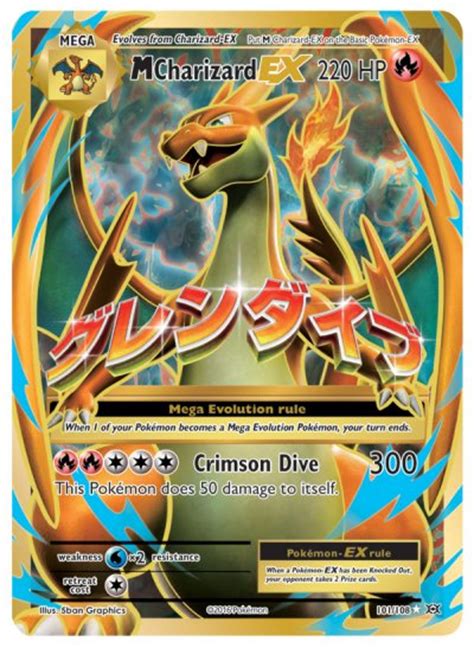 MEGA
Evolves from Charizard-EX
Put M Charizard-EX on the Basic Pokémon-EX
M Charizard EX 220 HP
グレンダイブ
Mega Evolution rule
When 1 of your Pokémon becomes a Mega Evolution Pokémon, your turn ends.
Crimson Dive 300
This Pokémon does 50 damage to itself.
weakness ×2 resistance
retreat cost
Pokémon-EX rule
When a Pokémon-EX has been Knocked Out,
your opponent takes 2 Prize cards.
Illus. 5ban Graphics
©2016 Pokémon
101/108